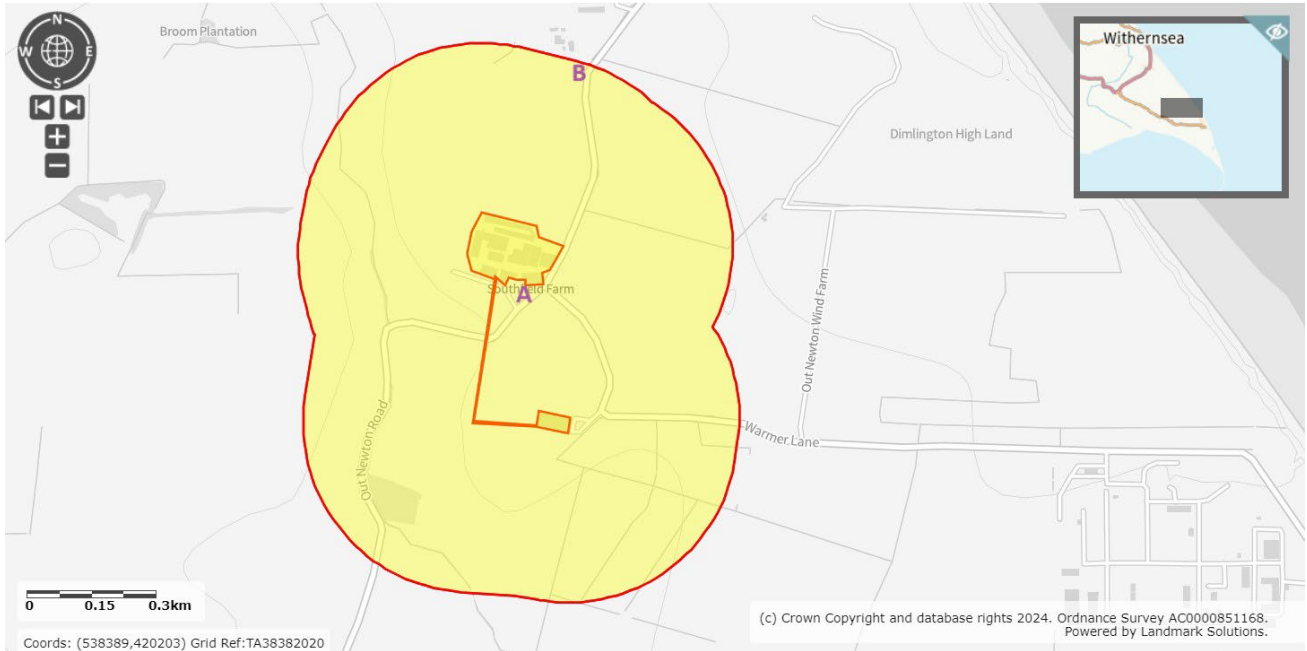 N
W
E
S
Broom Plantation
B
Withernsea
Dimlington High Land
Southfield Farm
A
Out Newton Wind Farm
Out Newton Road
Warmer Lane
0 0.15 0.3km
Coords: (538389,420203) Grid Ref:TA38382020
(c) Crown Copyright and database rights 2024. Ordnance Survey AC0000851168.
Powered by Landmark Solutions.